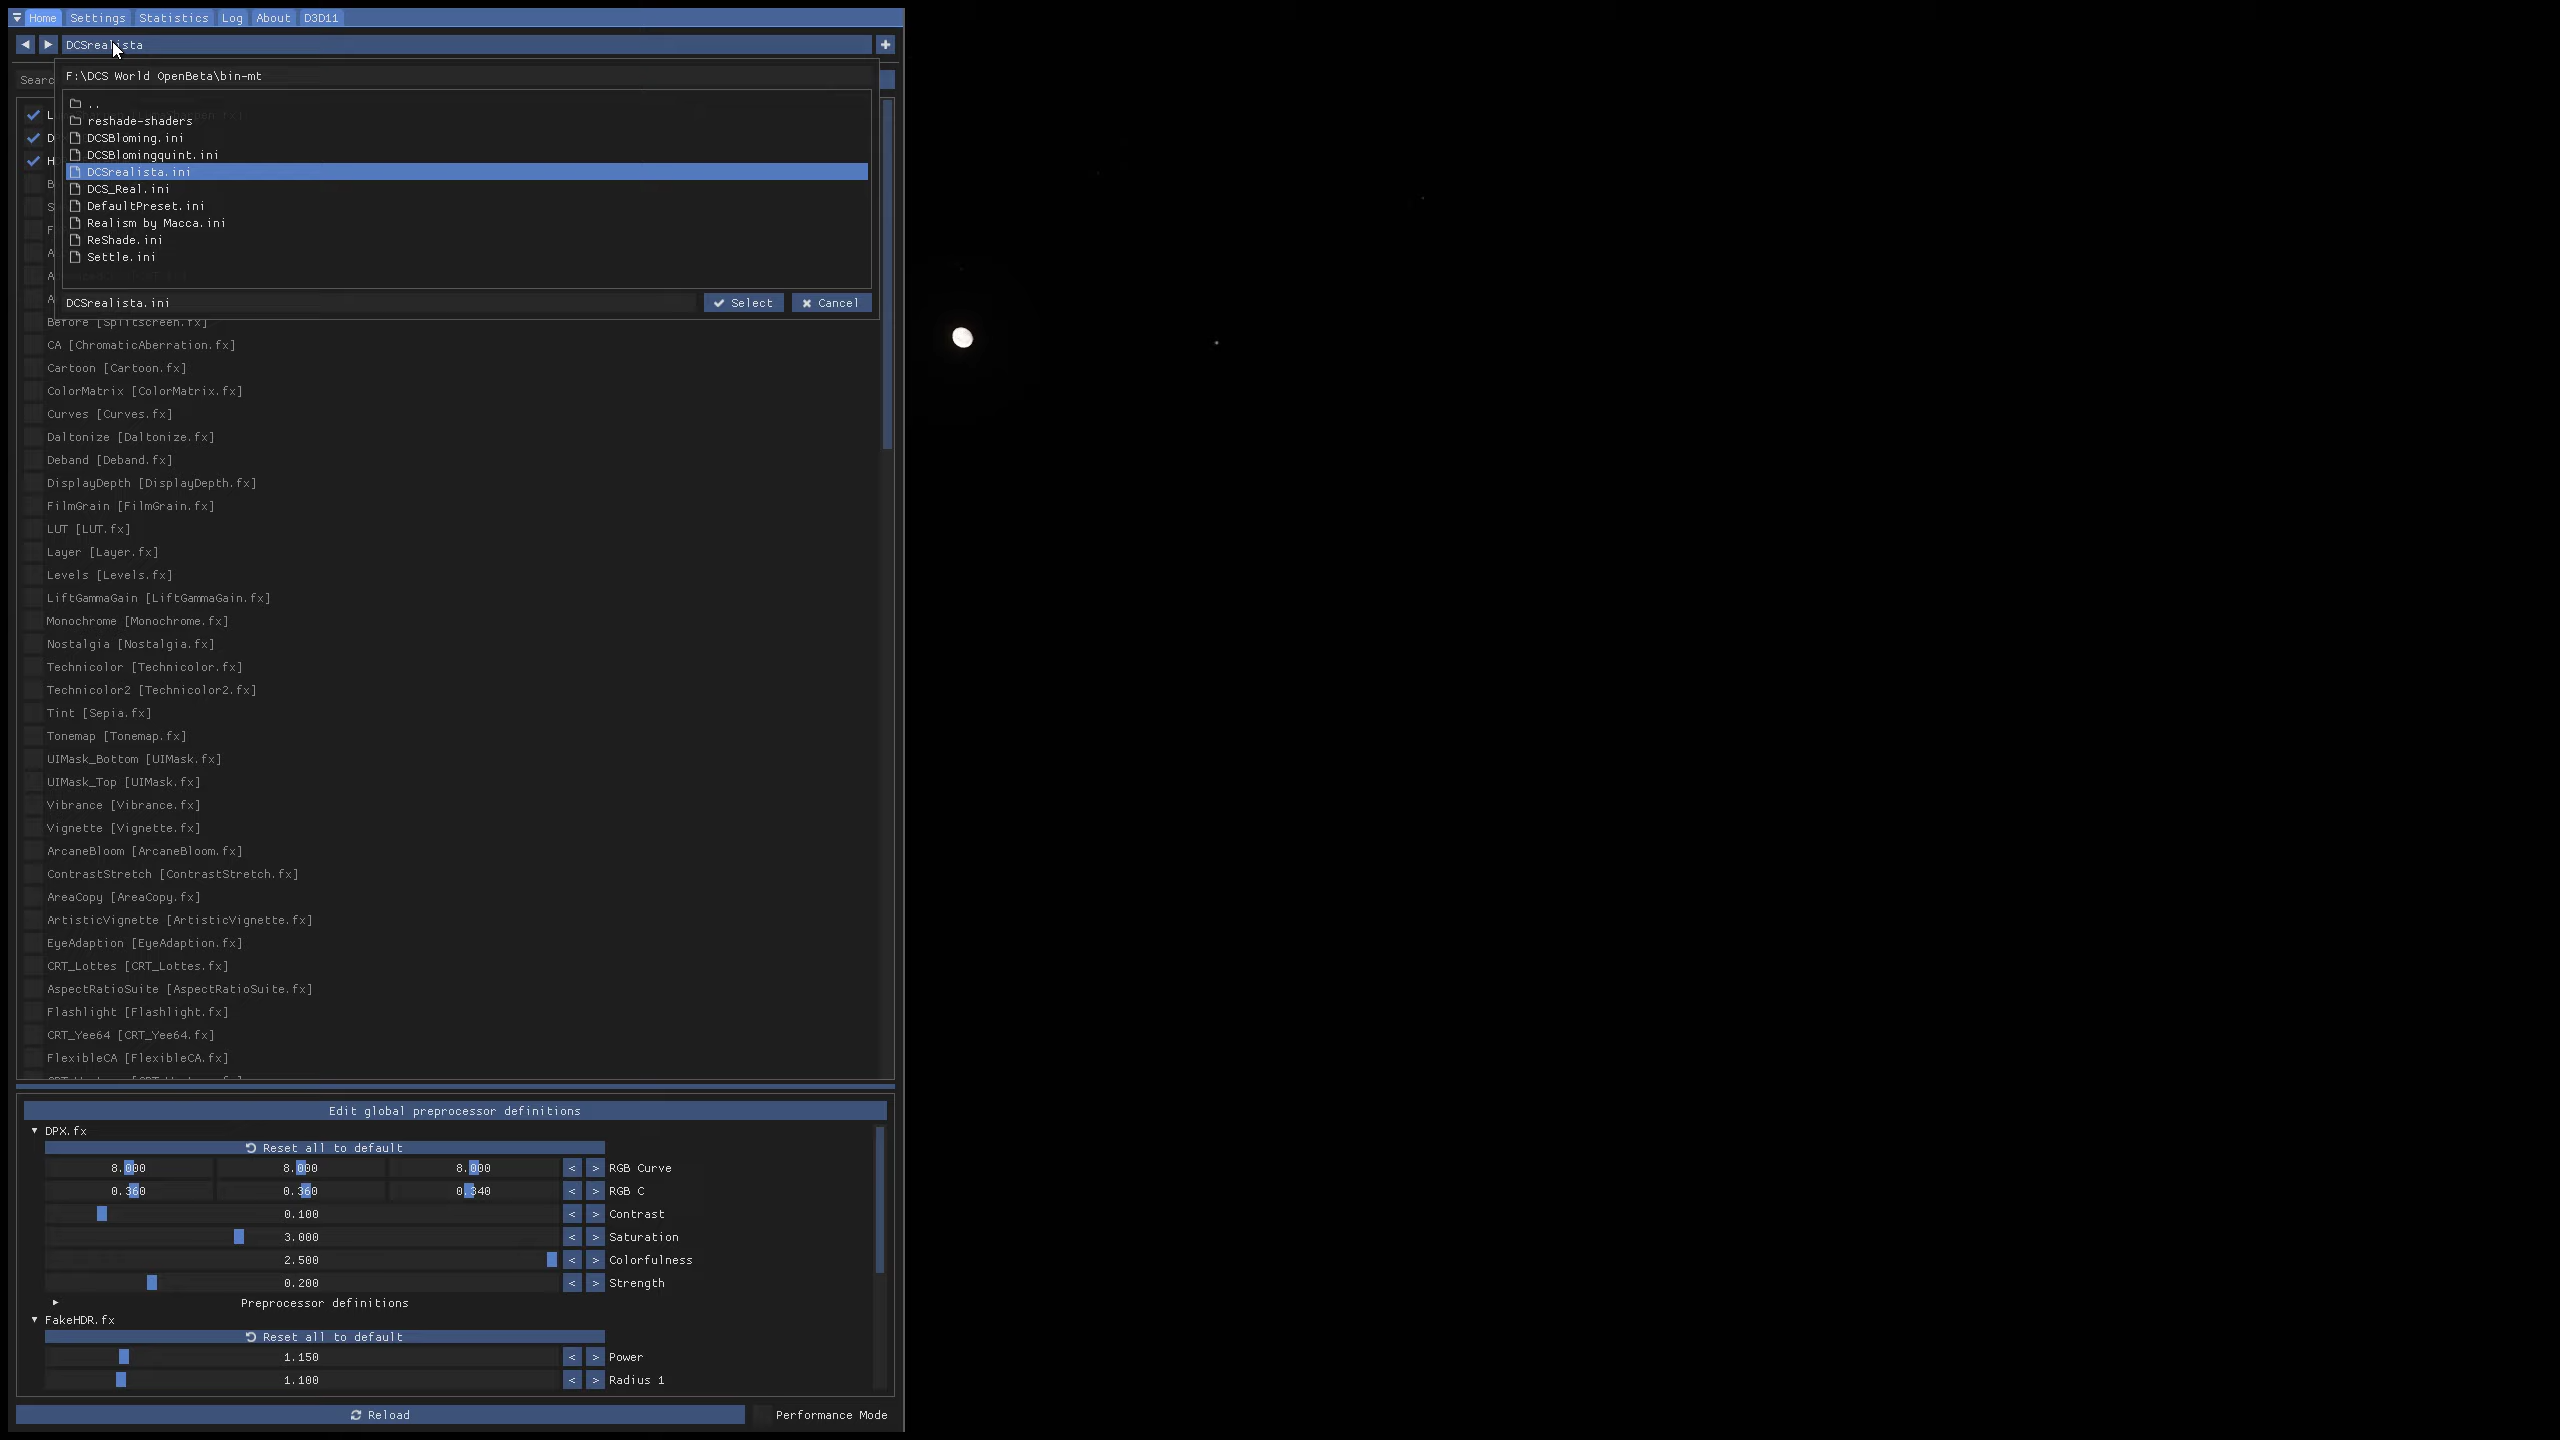 Home Settings Statistics Log About D3D11
DCSrealista
Searc
F:\DCS World OpenBeta\bin-mt
..
reshade-shaders
DCSBloming.ini
DCSBlomingquint.ini
DCSrealista.ini
DCS_Real.ini
DefaultPreset.ini
Realism by Macca.ini
ReShade.ini
Settle.ini
DCSrealista.ini Select Cancel
L
D
H
B
S
F
A
A
A
Before [Splitscreen.fx]
CA [ChromaticAberration.fx]
Cartoon [Cartoon.fx]
ColorMatrix [ColorMatrix.fx]
Curves [Curves.fx]
Daltonize [Daltonize.fx]
Deband [Deband.fx]
DisplayDepth [DisplayDepth.fx]
FilmGrain [FilmGrain.fx]
LUT [LUT.fx]
Layer [Layer.fx]
Levels [Levels.fx]
LiftGammaGain [LiftGammaGain.fx]
Monochrome [Monochrome.fx]
Nostalgia [Nostalgia.fx]
Technicolor [Technicolor.fx]
Technicolor2 [Technicolor2.fx]
Tint [Sepia.fx]
Tonemap [Tonemap.fx]
UIMask_Bottom [UIMask.fx]
UIMask_Top [UIMask.fx]
Vibrance [Vibrance.fx]
Vignette [Vignette.fx]
ArcaneBloom [ArcaneBloom.fx]
ContrastStretch [ContrastStretch.fx]
AreaCopy [AreaCopy.fx]
ArtisticVignette [ArtisticVignette.fx]
EyeAdaption [EyeAdaption.fx]
CRT_Lottes [CRT_Lottes.fx]
AspectRatioSuite [AspectRatioSuite.fx]
Flashlight [Flashlight.fx]
CRT_Yee64 [CRT_Yee64.fx]
FlexibleCA [FlexibleCA.fx]
Edit global preprocessor definitions
DPX.fx
Reset all to default
8.000 8.000 8.000 < > RGB Curve
0.360 0.360 0.340 < > RGB C
0.100 < > Contrast
3.000 < > Saturation
2.500 < > Colorfulness
0.200 < > Strength
Preprocessor definitions
FakeHDR.fx
Reset all to default
1.150 < > Power
1.100 < > Radius 1
Reload Performance Mode